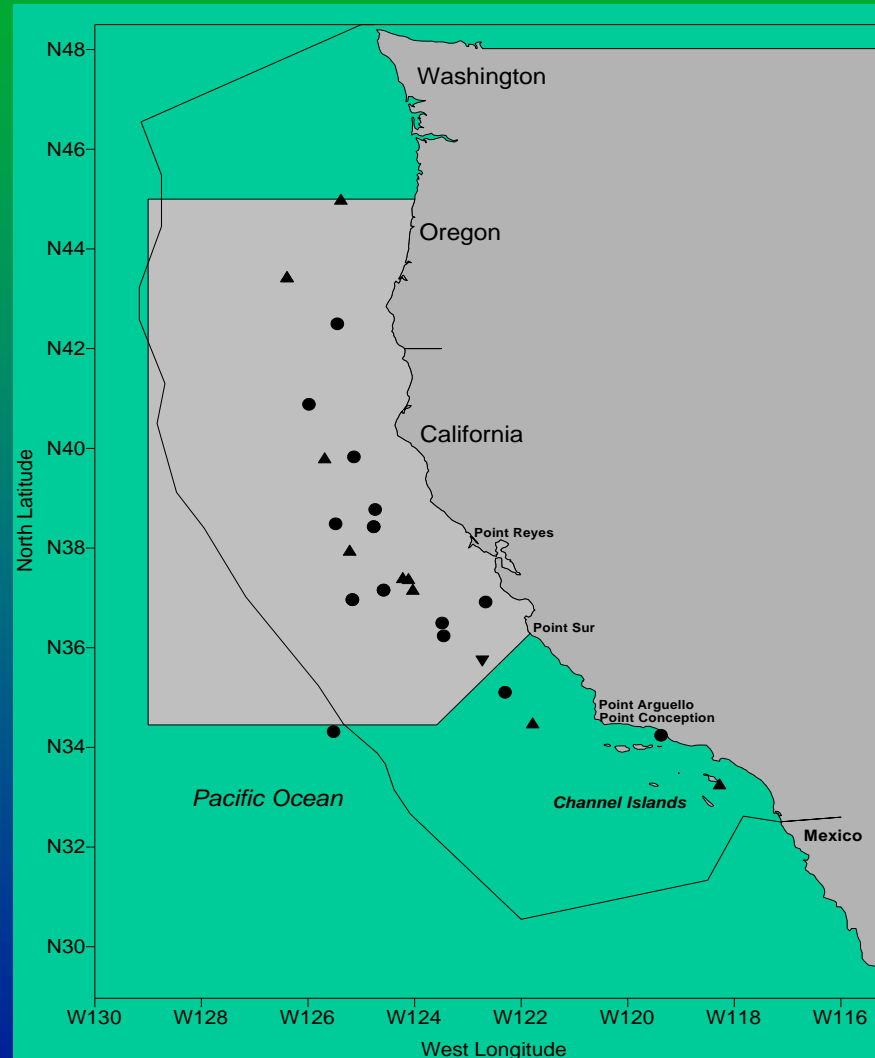 N48
Washington
N46
Oregon
N44
N42
California
N40
Point Reyes
N38
North Latitude
Point Sur
N36
Point Arguello
Point Conception
N34
Pacific Ocean
Channel Islands
Mexico
N32
N30
W130 W128 W126 W124 W122 W120 W118 W116
West Longitude